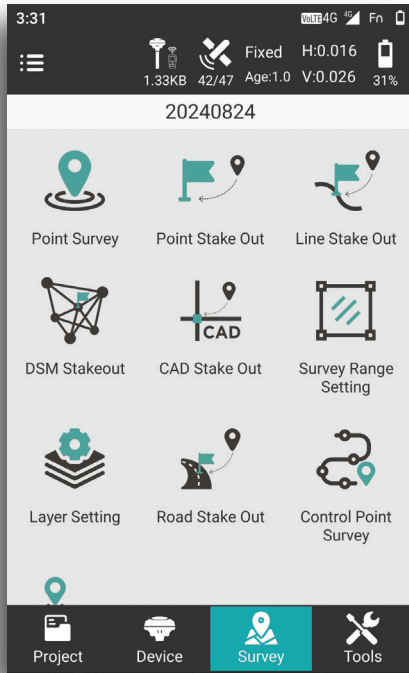 3:31 VoLTE 4G 4G Fn
Fixed H:0.016
1.33KB 42/47 Age:1.0 V:0.026 31%
20240824
Point Survey Point Stake Out Line Stake Out
CAD
DSM Stakeout CAD Stake Out Survey Range
Setting
Layer Setting Road Stake Out Control Point
Survey
Project Device Survey Tools